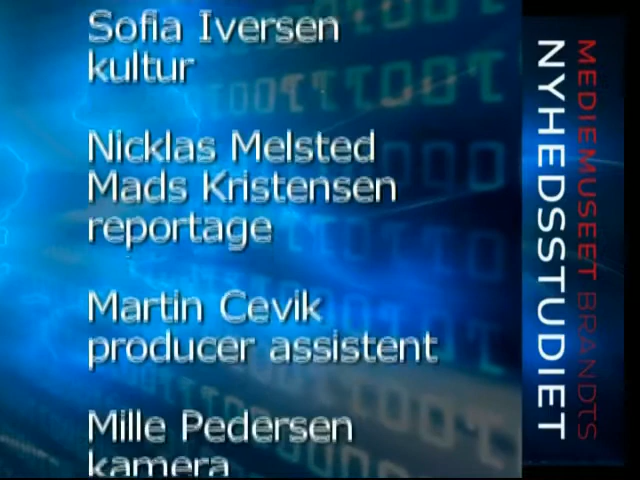 Sofia Iversen
kultur
Nicklas Melsted
Mads Kristensen
reportage
Martin Cevik
producer assistent
Mille Pedersen
kamera
MEDIEMUSEET BRANDTS
NYHEDSSTUDIET